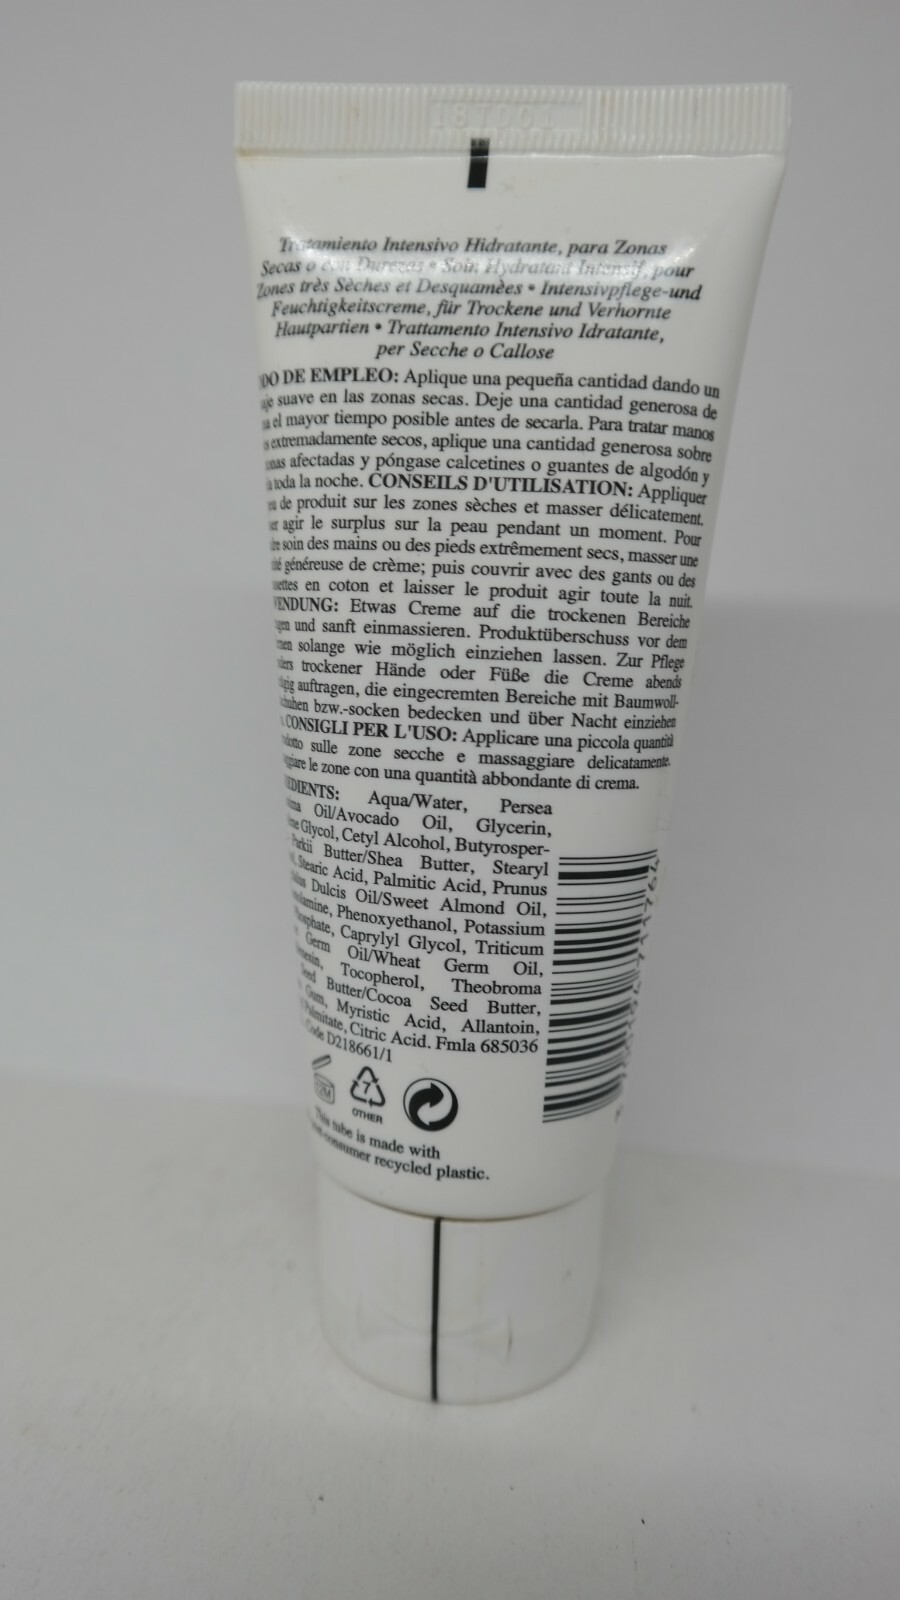 187001
Tratamiento Intensivo Hidratante, para Zonas
Secas o con Durezas • Soin Hydratant Intensif, pour
Zones très Sèches et Desquamèes • Intensivpflege-und
Feuchtigkeitscreme, für Trockene und Verhornte
Hautpartien • Trattamento Intensivo Idratante,
per Secche o Callose
DO DE EMPLEO: Aplique una pequeña cantidad dando un
suave en las zonas secas. Deje una cantidad generosa de
el mayor tiempo posible antes de secarla. Para tratar manos
extremadamente secos, aplique una cantidad generosa sobre
afectadas y póngase calcetines o guantes de algodón y
toda la noche. CONSEILS D'UTILISATION: Appliquer
de produit sur les zones sèches et masser délicatement.
agir le surplus sur la peau pendant un moment. Pour
soin des mains ou des pieds extrêmement secs, masser une
généreuse de crème; puis couvrir avec des gants ou des
en coton et laisser le produit agir toute la nuit.
ENDUNG: Etwas Creme auf die trockenen Bereiche
und sanft einmassieren. Produktüberschuss vor dem
solange wie möglich einziehen lassen. Zur Pflege
trockener Hände oder Füße die Creme abends
auftragen, die eingecremten Bereiche mit Baumwoll-
bzw.-socken bedecken und über Nacht einziehen
CONSIGLI PER L'USO: Applicare una piccola quantità
sulle zone secche e massaggiare delicatamente.
le zone con una quantità abbondante di crema.
EDIENTS: Aqua/Water, Persea
Oil/Avocado Oil, Glycerin,
Glycol, Cetyl Alcohol, Butyrosper-
Parkii Butter/Shea Butter, Stearyl
Stearic Acid, Palmitic Acid, Prunus
Dulcis Oil/Sweet Almond Oil,
Phenoxyethanol, Potassium
Caprylyl Glycol, Triticum
Germ Oil/Wheat Germ Oil,
Tocopherol, Theobroma
Seed Butter/Cocoa Seed Butter,
Gum, Myristic Acid, Allantoin,
Palmitate, Citric Acid. Fmla 685036
Code D218661/1
12M
7
OTHER
This tube is made with
consumer recycled plastic.